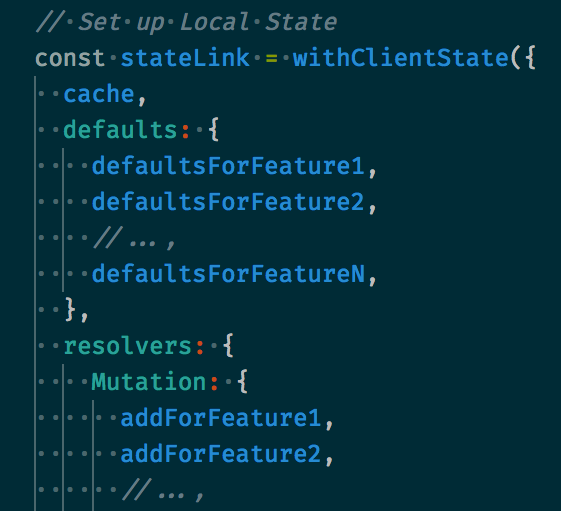 // Set up Local State
const stateLink = withClientState({
  cache,
  defaults: {
    defaultsForFeature1,
    defaultsForFeature2,
    //...,
    defaultsForFeatureN,
  },
  resolvers: {
    Mutation: {
      addForFeature1,
      addForFeature2,
      //...,